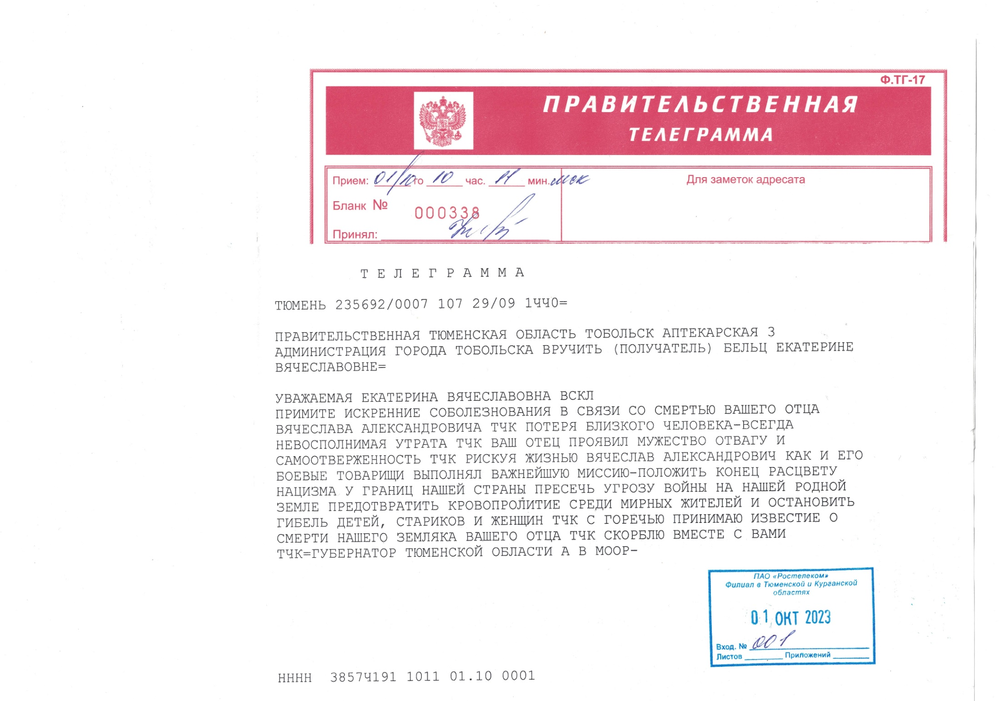 Ф.ТГ-17
ПРАВИТЕЛЬСТВЕННАЯ
ТЕЛЕГРАММА
Прием: 01/10 го 10 час. 11 мин. мск
Для заметок адресата
Бланк № 000338
Принял:
ТЕЛЕГРАММА
ТЮМЕНЬ 235692/0007 107 29/09 1ЧЧ0=
ПРАВИТЕЛЬСТВЕННАЯ ТЮМЕНСКАЯ ОБЛАСТЬ ТОБОЛЬСК АПТЕКАРСКАЯ 3
АДМИНИСТРАЦИЯ ГОРОДА ТОБОЛЬСКА ВРУЧИТЬ (ПОЛУЧАТЕЛЬ) БЕЛЬЦ ЕКАТЕРИНЕ
ВЯЧЕСЛАВОВНЕ=
УВАЖАЕМАЯ ЕКАТЕРИНА ВЯЧЕСЛАВОВНА ВСКЛ
ПРИМИТЕ ИСКРЕННИЕ СОБОЛЕЗНОВАНИЯ В СВЯЗИ СО СМЕРТЬЮ ВАШЕГО ОТЦА
ВЯЧЕСЛАВА АЛЕКСАНДРОВИЧА ТЧК ПОТЕРЯ БЛИЗКОГО ЧЕЛОВЕКА-ВСЕГДА
НЕВОСПОЛНИМАЯ УТРАТА ТЧК ВАШ ОТЕЦ ПРОЯВИЛ МУЖЕСТВО ОТВАГУ И
САМООТВЕРЖЕННОСТЬ ТЧК РИСКУЯ ЖИЗНЬЮ ВЯЧЕСЛАВ АЛЕКСАНДРОВИЧ КАК И ЕГО
БОЕВЫЕ ТОВАРИЩИ ВЫПОЛНЯЛ ВАЖНЕЙШУЮ МИССИЮ-ПОЛОЖИТЬ КОНЕЦ РАСЦВЕТУ
НАЦИЗМА У ГРАНИЦ НАШЕЙ СТРАНЫ ПРЕСЕЧЬ УГРОЗУ ВОЙНЫ НА НАШЕЙ РОДНОЙ
ЗЕМЛЕ ПРЕДОТВРАТИТЬ КРОВОПРОЛИТИЕ СРЕДИ МИРНЫХ ЖИТЕЛЕЙ И ОСТАНОВИТЬ
ГИБЕЛЬ ДЕТЕЙ, СТАРИКОВ И ЖЕНЩИН ТЧК С ГОРЕЧЬЮ ПРИНИМАЮ ИЗВЕСТИЕ О
СМЕРТИ НАШЕГО ЗЕМЛЯКА ВАШЕГО ОТЦА ТЧК СКОРБЛЮ ВМЕСТЕ С ВАМИ
ТЧК=ГУБЕРНАТОР ТЮМЕНСКОЙ ОБЛАСТИ А В МООР-
ПАО «Ростелеком»
Филиал в Тюменской и Курганской
областях
01 ОКТ 2023
Вход. № 001
Листов Приложений
НННН 3857Ч191 1011 01.10 0001